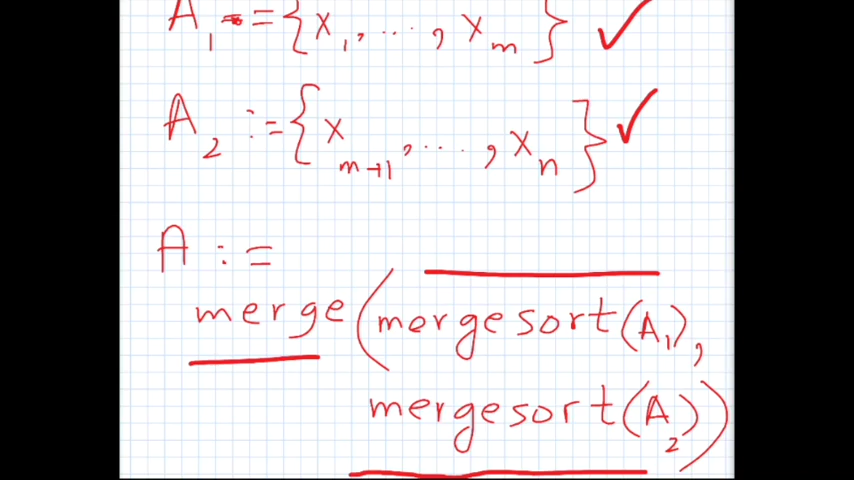 A₁ := {x₁, ..., xₘ} ✓
A₂ := {xₘ₊₁, ..., xₙ} ✓
A :=
merge(mergesort(A₁),
mergesort(A₂))